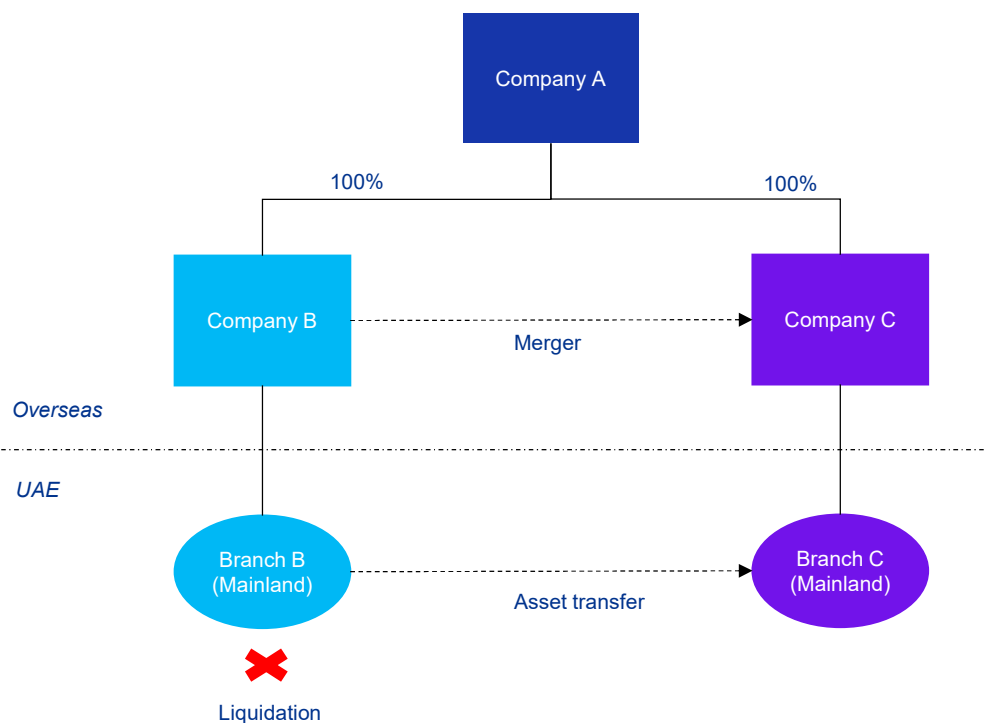 Company A
100%
100%
Company B
Company C
Merger
Overseas
UAE
Branch B
(Mainland)
Branch C
(Mainland)
Asset transfer
Liquidation